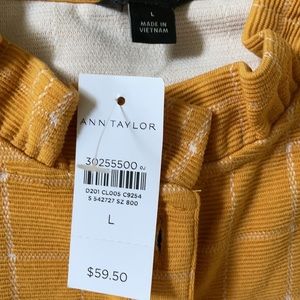 L
MADE IN
VIETNAM
ANN TAYLOR
30255500
D201 CL005 C9254
S 542727 SZ 800
L
$59.50